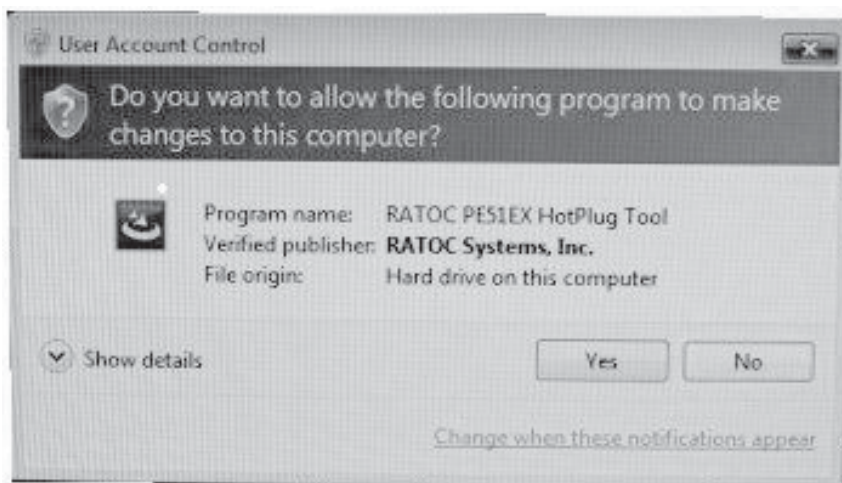 User Account Control
Do you want to allow the following program to make
changes to this computer?
Program name: RATOC PE51EX HotPlug Tool
Verified publisher: RATOC Systems, Inc.
File origin: Hard drive on this computer
Show details
Yes
No
Change when these notifications appear